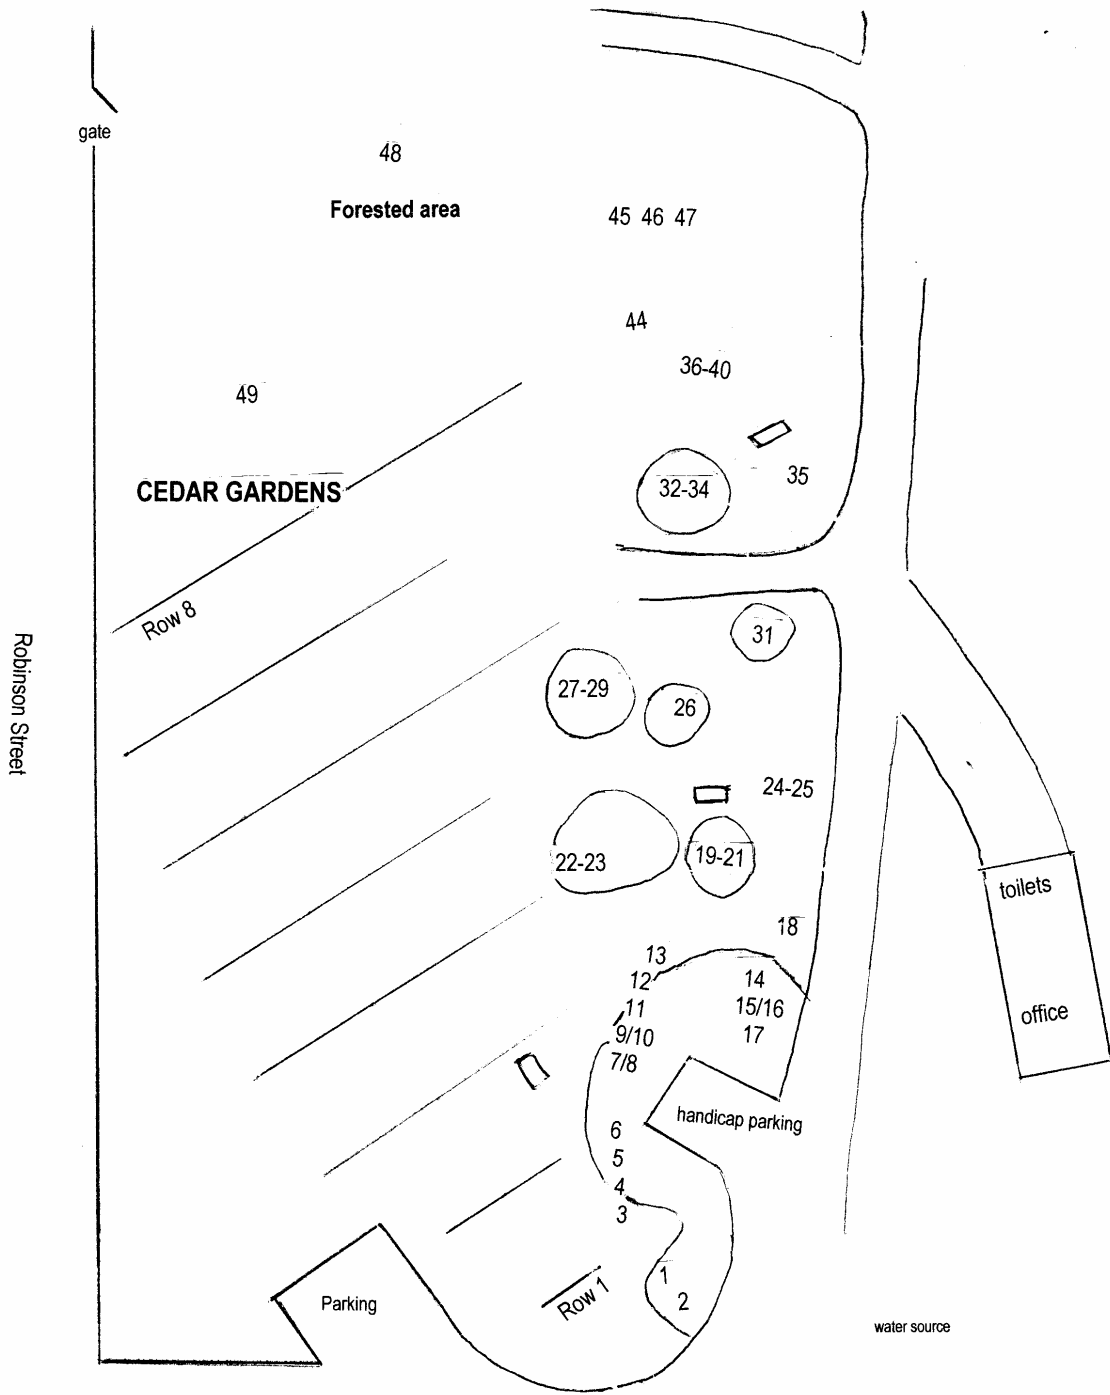 gate
48
Forested area
45 46 47
44
36-40
49
35
CEDAR GARDENS
32-34
Row 8
31
Robinson Street
27-29
26
24-25
22-23
19-21
toilets
18
13
12
14
11
15/16
office
9/10
17
7/8
handicap parking
6
5
4
3
1
2
Row 1
Parking
water source